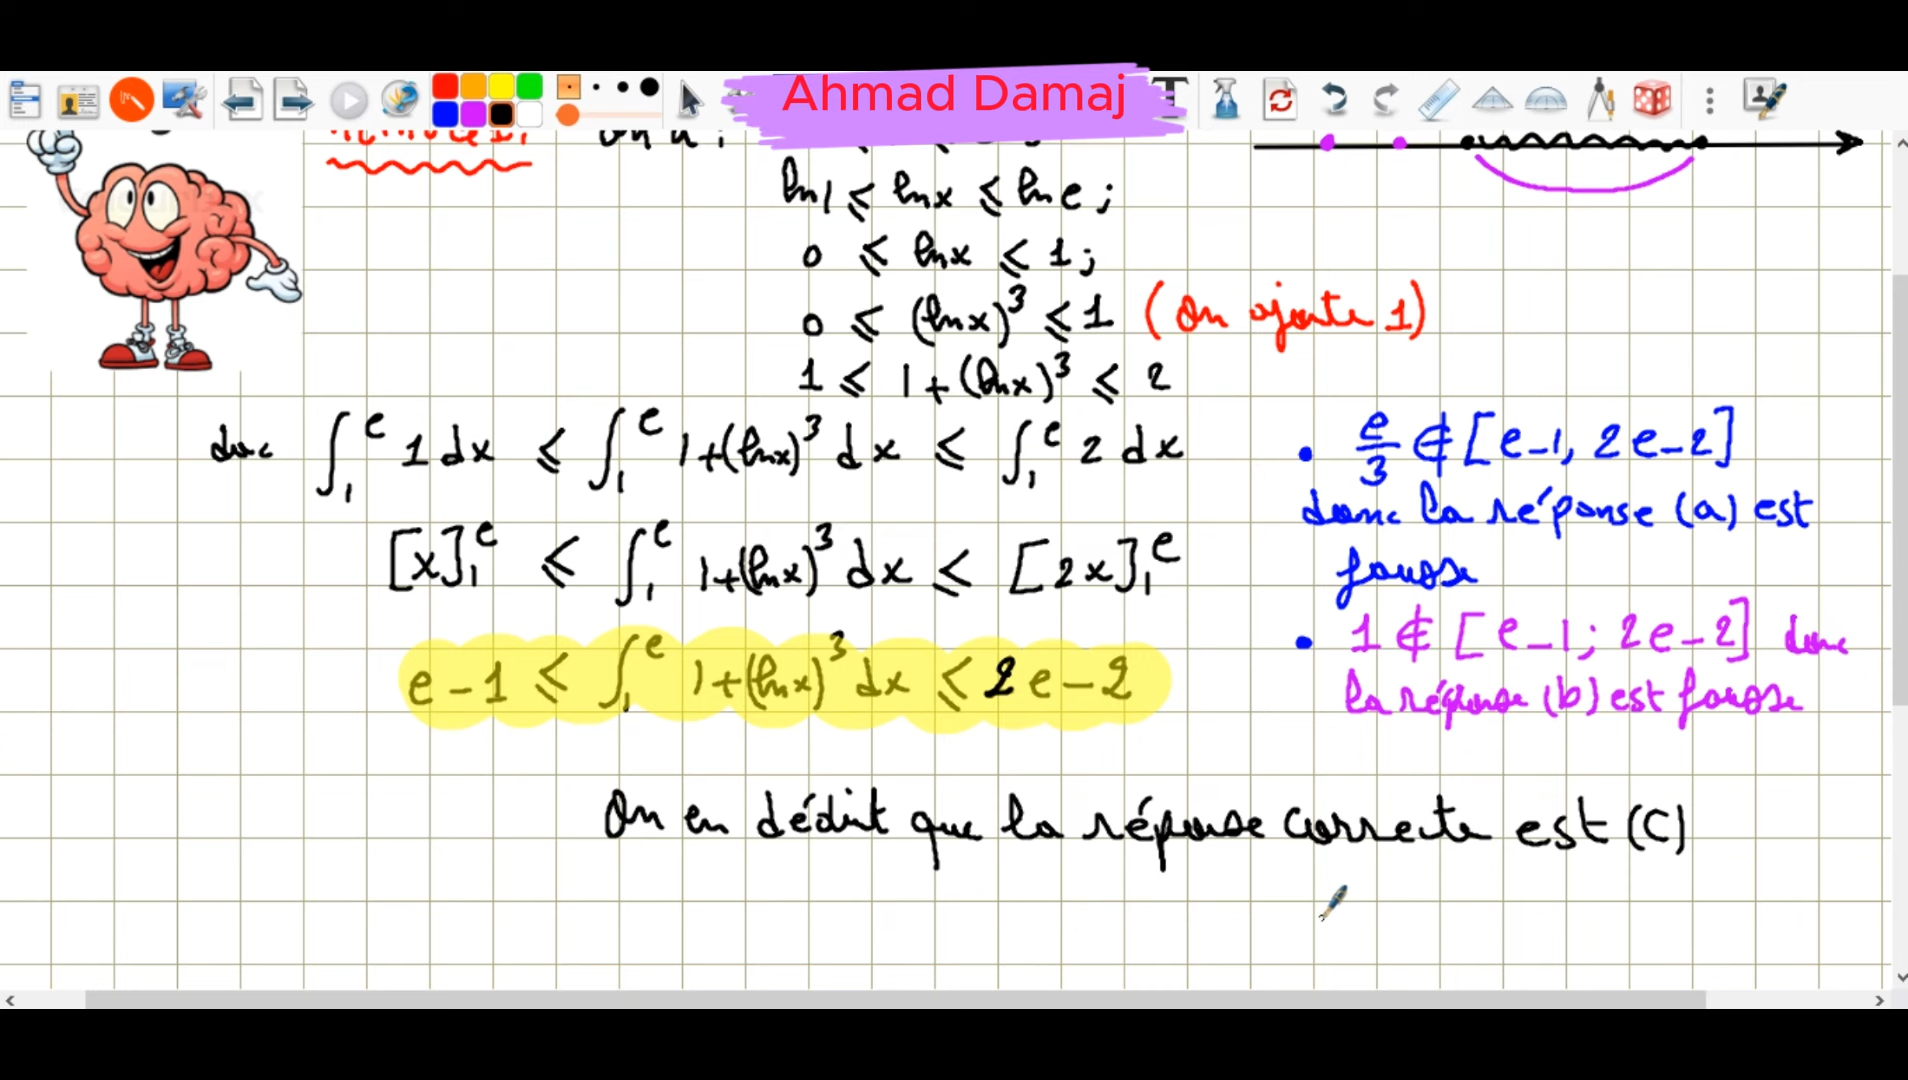 Ahmad Damaj
on a :
ln1 ⩽ lnx ⩽ lne ;
0 ⩽ lnx ⩽ 1 ;
0 ⩽ (lnx)³ ⩽ 1 (on ajoute 1)
1 ⩽ 1+(lnx)³ ⩽ 2
donc ∫₁ᵉ 1 dx ⩽ ∫₁ᵉ 1+(lnx)³ dx ⩽ ∫₁ᵉ 2 dx
[x]₁ᵉ ⩽ ∫₁ᵉ 1+(lnx)³ dx ⩽ [2x]₁ᵉ
e-1 ⩽ ∫₁ᵉ 1+(lnx)³ dx ⩽ 2e-2
• e/3 ∉ [e-1, 2e-2]
donc la réponse (a) est
fausse
• 1 ∉ [e-1; 2e-2] donc
la réponse (b) est fausse
On en déduit que la réponse correcte est (C)